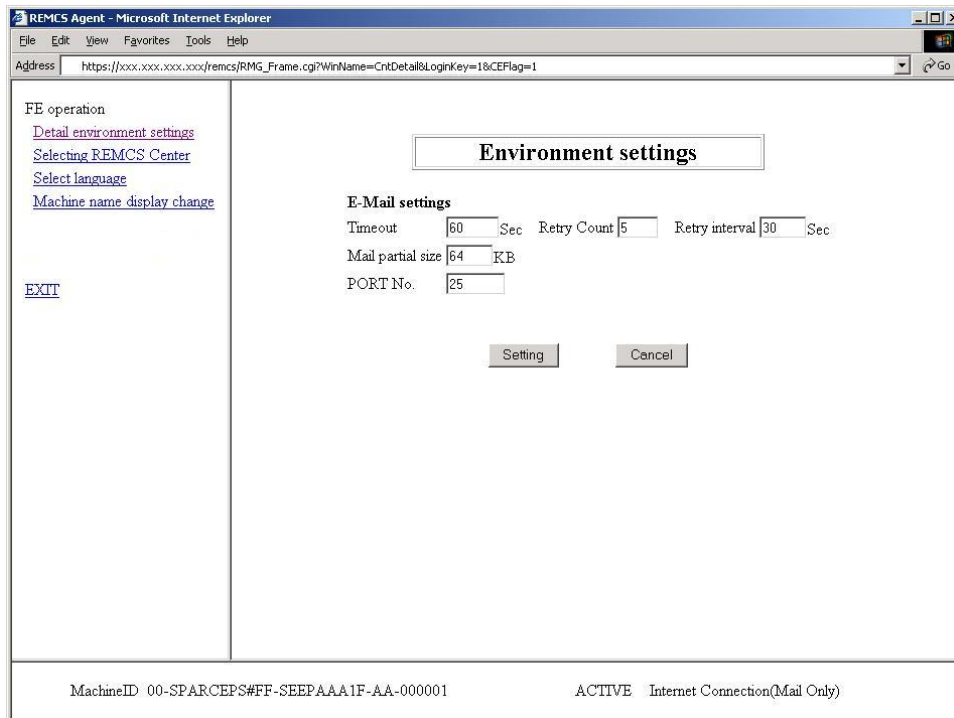 REMCS Agent - Microsoft Internet Explorer
File Edit View Favorites Tools Help
Address https://xxx.xxx.xxx.xxx/remcs/RMG_Frame.cgi?WinName=CntDetail&LoginKey=1&CEFlag=1 Go
FE operation
Detail environment settings
Selecting REMCS Center
Select language
Machine name display change
EXIT
Environment settings
E-Mail settings
Timeout 60 Sec Retry Count 5 Retry interval 30 Sec
Mail partial size 64 KB
PORT No. 25
Setting Cancel
MachineID 00-SPARCEPS#FF-SEEPAAA1F-AA-000001 ACTIVE Internet Connection(Mail Only)